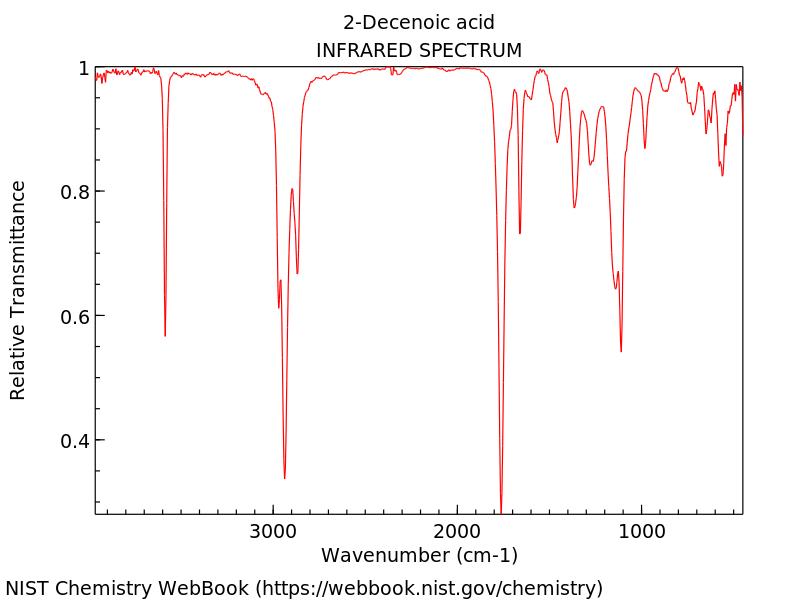 2-Decenoic acid
INFRARED SPECTRUM
1
0.8
0.6
0.4
Relative Transmittance
3000 2000 1000
Wavenumber (cm-1)
NIST Chemistry WebBook (https://webbook.nist.gov/chemistry)